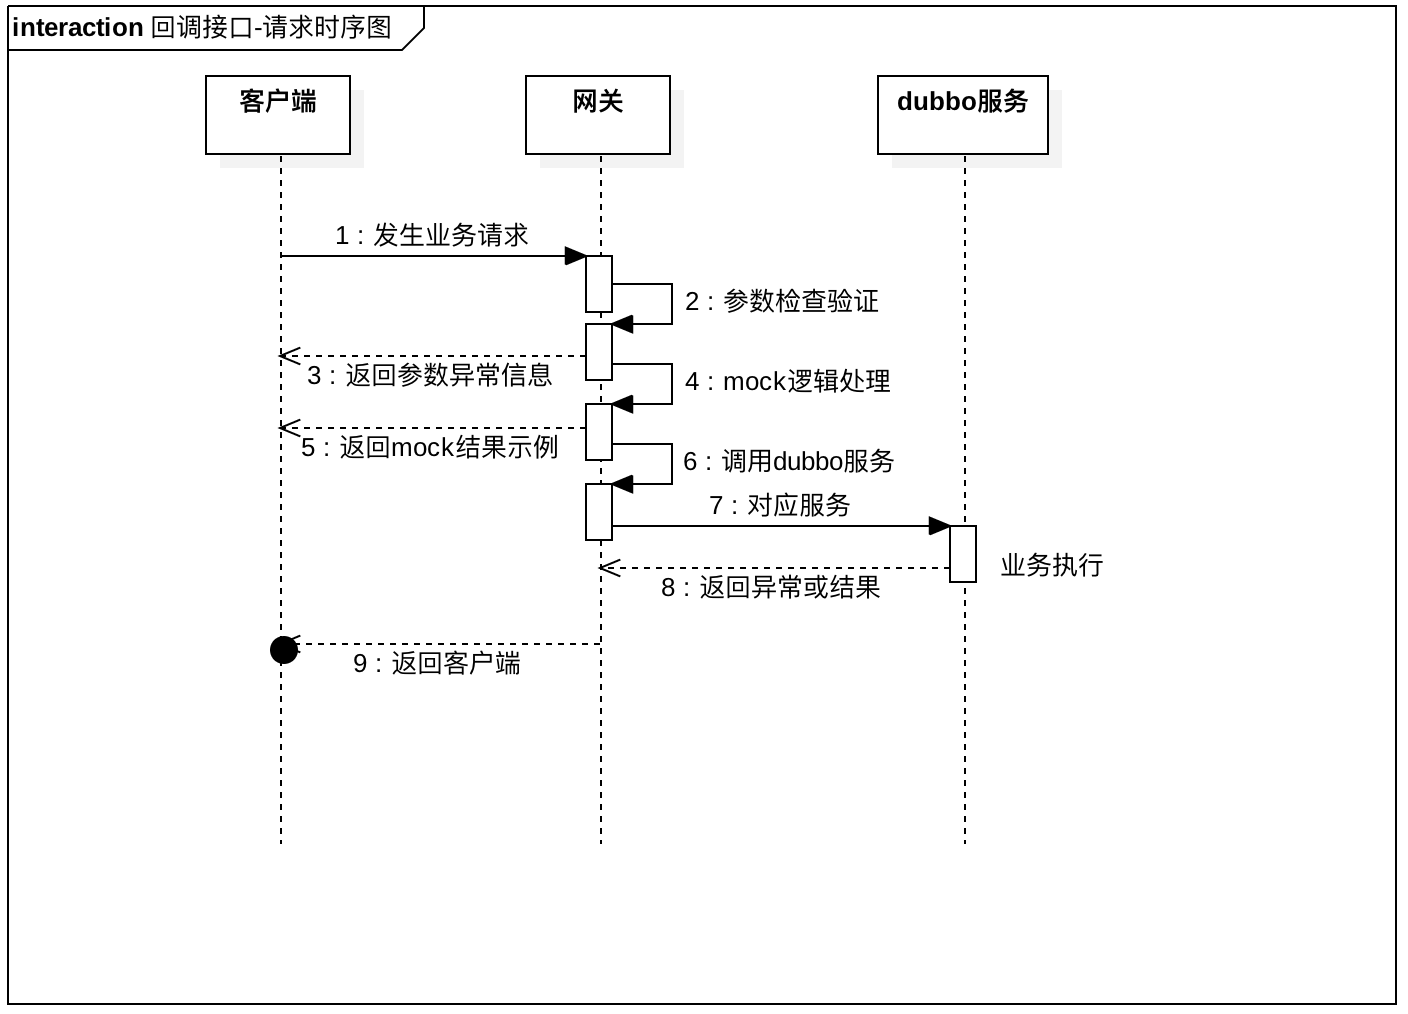 interaction 回调接口-请求时序图
客户端
网关
dubbo服务
1 : 发生业务请求
2 : 参数检查验证
3 : 返回参数异常信息
4 : mock逻辑处理
5 : 返回mock结果示例
6 : 调用dubbo服务
7 : 对应服务
业务执行
8 : 返回异常或结果
9 : 返回客户端